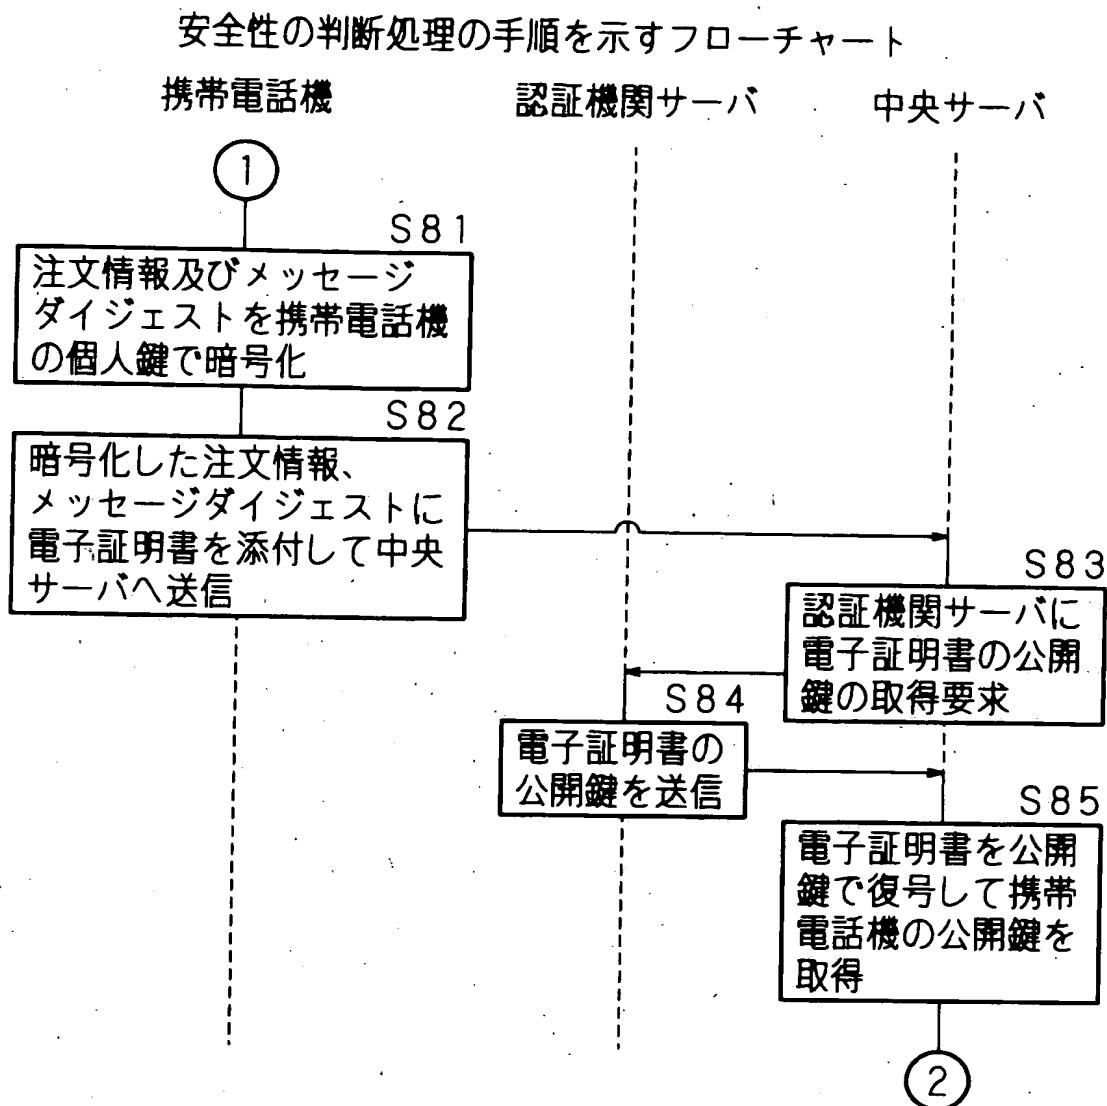 安全性の判断処理の手順を示すフローチャート
携帯電話機
認証機関サーバ
中央サーバ
1
S81
注文情報及びメッセージ
ダイジェストを携帯電話機
の個人鍵で暗号化
S82
暗号化した注文情報、
メッセージダイジェストに
電子証明書を添付して中央
サーバへ送信
S83
認証機関サーバに
電子証明書の公開
鍵の取得要求
S84
電子証明書の
公開鍵を送信
S85
電子証明書を公開
鍵で復号して携帯
電話機の公開鍵を
取得
2